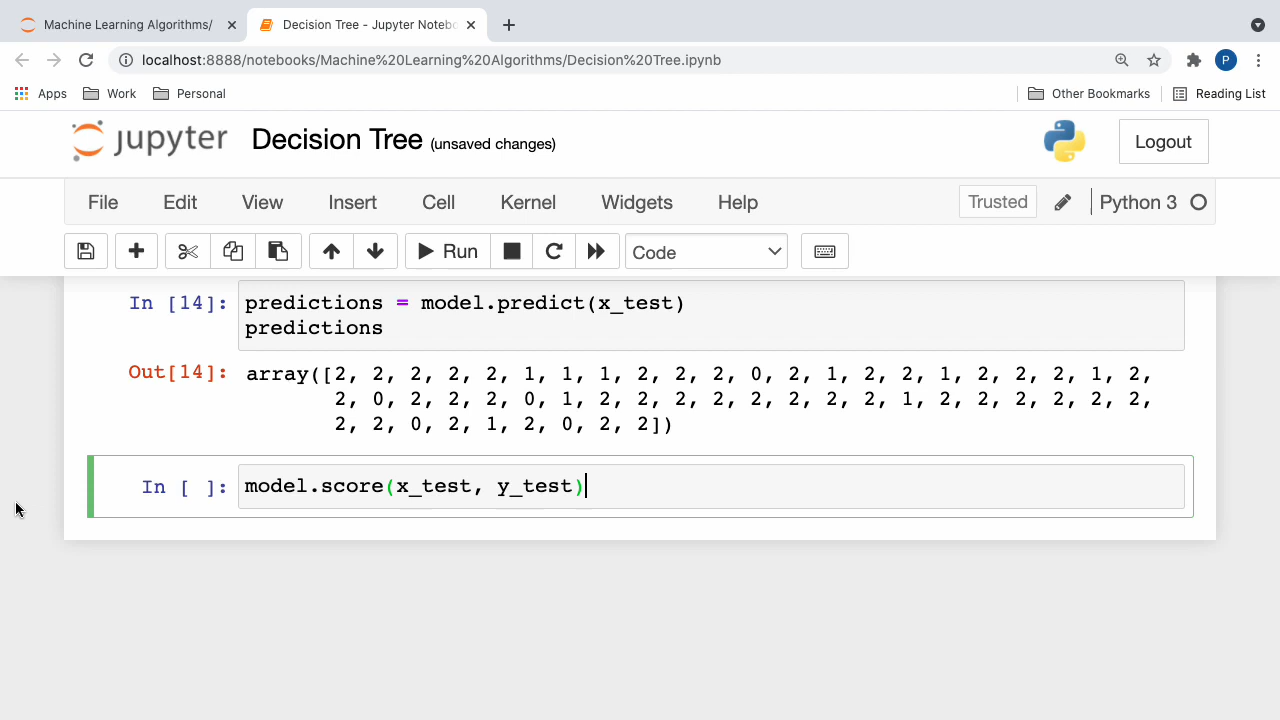 Machine Learning Algorithms/
Decision Tree - Jupyter Notebo
localhost:8888/notebooks/Machine%20Learning%20Algorithms/Decision%20Tree.ipynb
P
Apps Work Personal Other Bookmarks Reading List
jupyter Decision Tree (unsaved changes) Logout
File Edit View Insert Cell Kernel Widgets Help Trusted Python 3
Run Code
In [14]: predictions = model.predict(x_test)
predictions
Out[14]: array([2, 2, 2, 2, 2, 1, 1, 1, 2, 2, 2, 0, 2, 1, 2, 2, 1, 2, 2, 2, 1, 2,
2, 0, 2, 2, 2, 0, 1, 2, 2, 2, 2, 2, 2, 2, 2, 1, 2, 2, 2, 2, 2, 2,
2, 2, 0, 2, 1, 2, 0, 2, 2])
In [ ]: model.score(x_test, y_test)